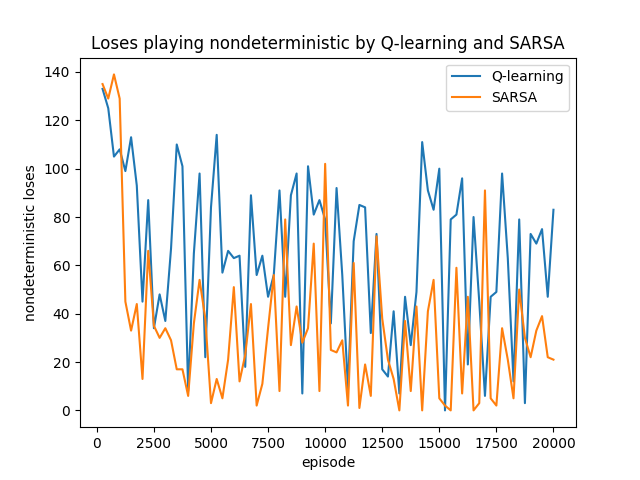 Loses playing nondeterministic by Q-learning and SARSA
140
120
100
80
60
40
20
0
nondeterministic loses
Q-learning
SARSA
0 2500 5000 7500 10000 12500 15000 17500 20000
episode